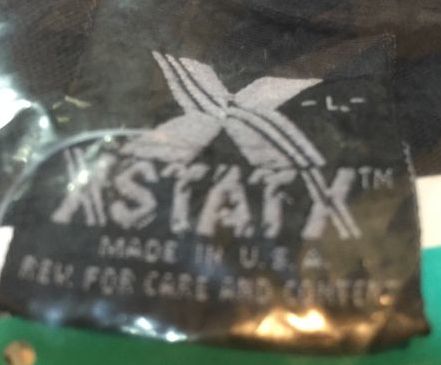 X -L-
XSTATX™
MADE IN U.S.A.
REV. FOR CARE AND CONTENT